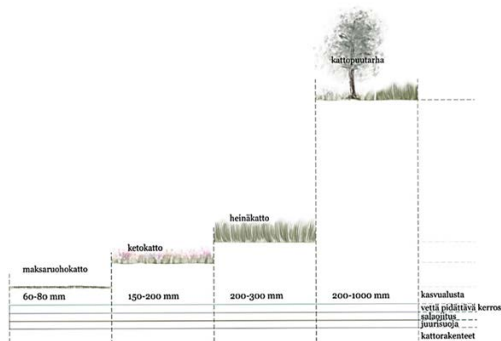 kattopuutarha
heinäkatto
ketokatto
maksaruohokatto
60-80 mm
150-200 mm
200-300 mm
200-1000 mm
kasvualusta
vettä pidättävä kerros
salaojitus
juurisuoja
kattorakenteet